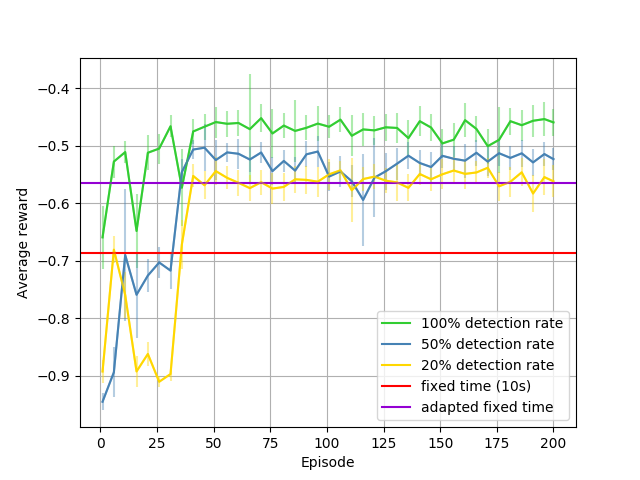 Average reward
−0.4
−0.5
−0.6
−0.7
−0.8
−0.9
0
25
50
75
100
125
150
175
200
Episode
100% detection rate
50% detection rate
20% detection rate
fixed time (10s)
adapted fixed time